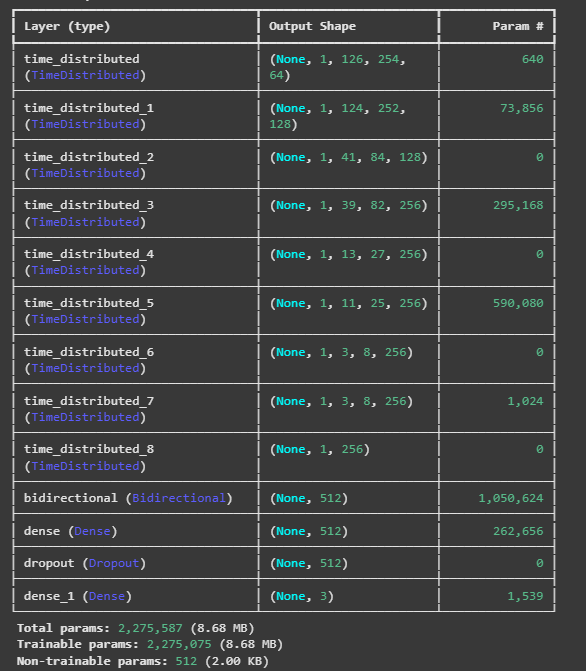 Layer (type) Output Shape Param #
time_distributed (None, 1, 126, 254, 640
(TimeDistributed) 64)
time_distributed_1 (None, 1, 124, 252, 73,856
(TimeDistributed) 128)
time_distributed_2 (None, 1, 41, 84, 128) 0
(TimeDistributed)
time_distributed_3 (None, 1, 39, 82, 256) 295,168
(TimeDistributed)
time_distributed_4 (None, 1, 13, 27, 256) 0
(TimeDistributed)
time_distributed_5 (None, 1, 11, 25, 256) 590,080
(TimeDistributed)
time_distributed_6 (None, 1, 3, 8, 256) 0
(TimeDistributed)
time_distributed_7 (None, 1, 3, 8, 256) 1,024
(TimeDistributed)
time_distributed_8 (None, 1, 256) 0
(TimeDistributed)
bidirectional (Bidirectional) (None, 512) 1,050,624
dense (Dense) (None, 512) 262,656
dropout (Dropout) (None, 512) 0
dense_1 (Dense) (None, 3) 1,539
Total params: 2,275,587 (8.68 MB)
Trainable params: 2,275,075 (8.68 MB)
Non-trainable params: 512 (2.00 KB)